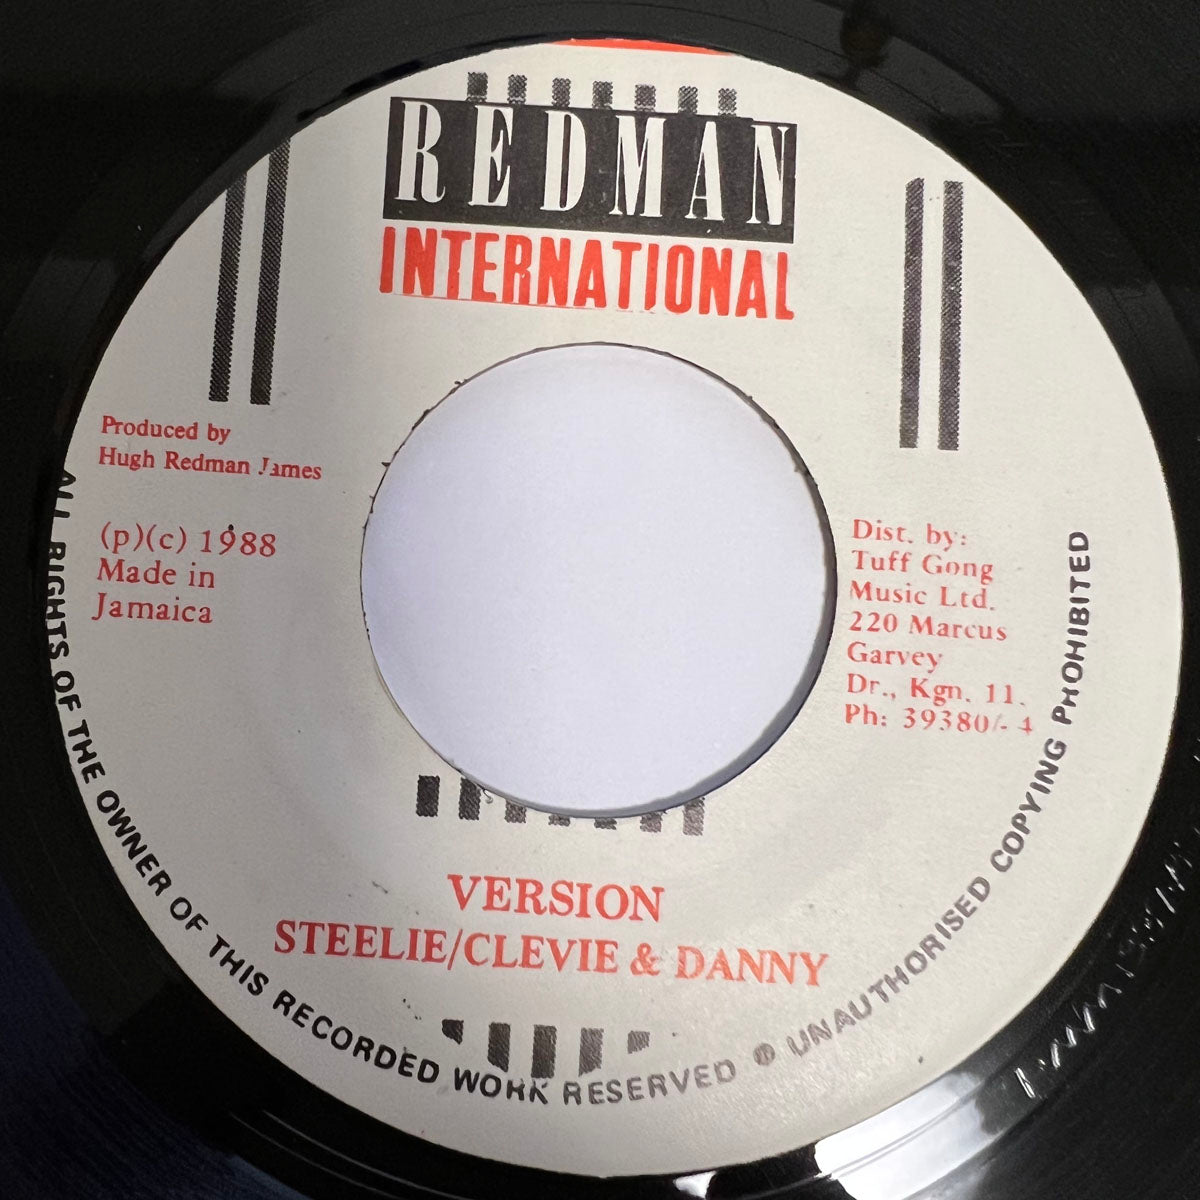 REDMAN
INTERNATIONAL
Produced by
Hugh Redman James
(p)(c) 1988
Made in
Jamaica
Dist. by:
Tuff Gong
Music Ltd.
220 Marcus
Garvey
Dr., Kgn. 11.
Ph: 39380/- 4
VERSION
STEELIE/CLEVIE & DANNY
ALL RIGHTS OF THE OWNER OF THIS RECORDED WORK RESERVED ℗ UNAUTHORISED COPYING PROHIBITED